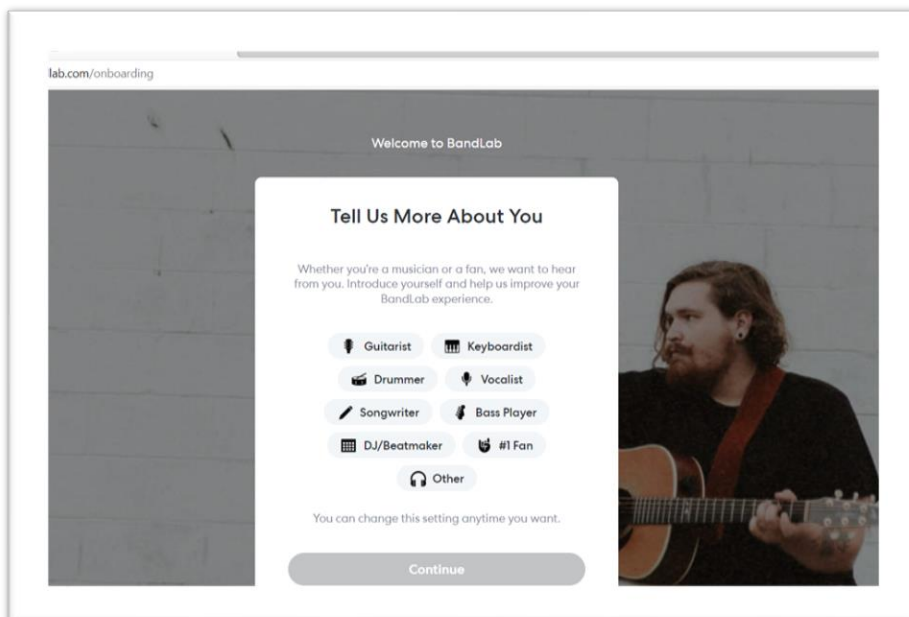 lab.com/onboarding
Welcome to BandLab
Tell Us More About You
Whether you're a musician or a fan, we want to hear
from you. Introduce yourself and help us improve your
BandLab experience.
Guitarist Keyboardist
Drummer Vocalist
Songwriter Bass Player
DJ/Beatmaker #1 Fan
Other
You can change this setting anytime you want.
Continue